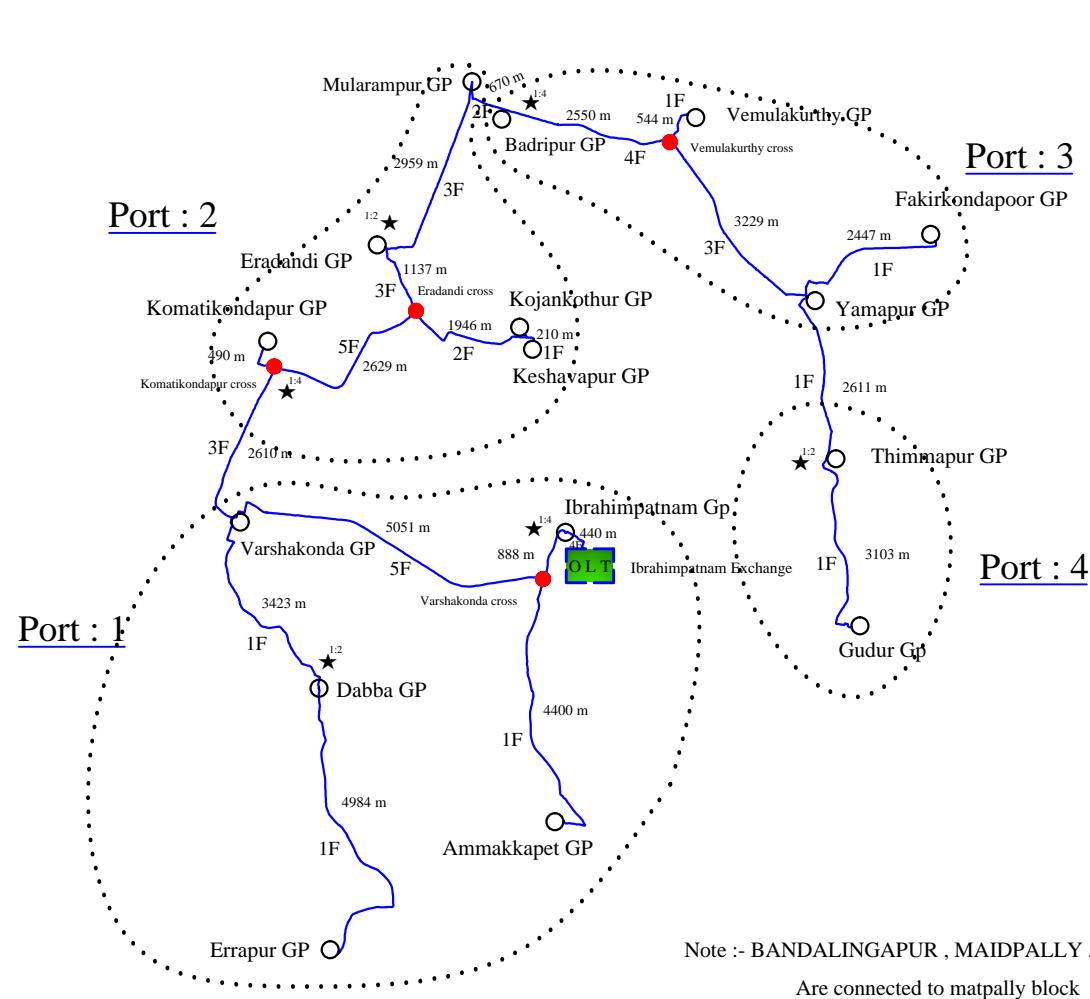 Mularampur GP
670 m
1:4
2F
Badripur GP
2550 m
4F
1F
544 m
Vemulakurthy GP
Vemulakurthy cross
Port : 3
Fakirkondapoor GP
2959 m
3F
3229 m
3F
2447 m
1F
Yamapur GP
Port : 2
1:2
Eradandi GP
1137 m
3F
Eradandi cross
Komatikondapur GP
Kojankothur GP
490 m
5F
2629 m
1946 m
2F
210 m
1F
Keshavapur GP
Komatikondapur cross
1:4
1F
2611 m
3F
2610 m
1:2
Thimmapur GP
Varshakonda GP
5051 m
5F
1:4
Ibrahimpatnam Gp
440 m
4F
888 m
O L T
Ibrahimpatnam Exchange
Varshakonda cross
1F
3103 m
Port : 4
Gudur Gp
Port : 1
3423 m
1F
1:2
Dabba GP
4400 m
1F
4984 m
1F
Ammakkapet GP
Errapur GP
Note :- BANDALINGAPUR , MAIDPALLY ,
Are connected to matpally block